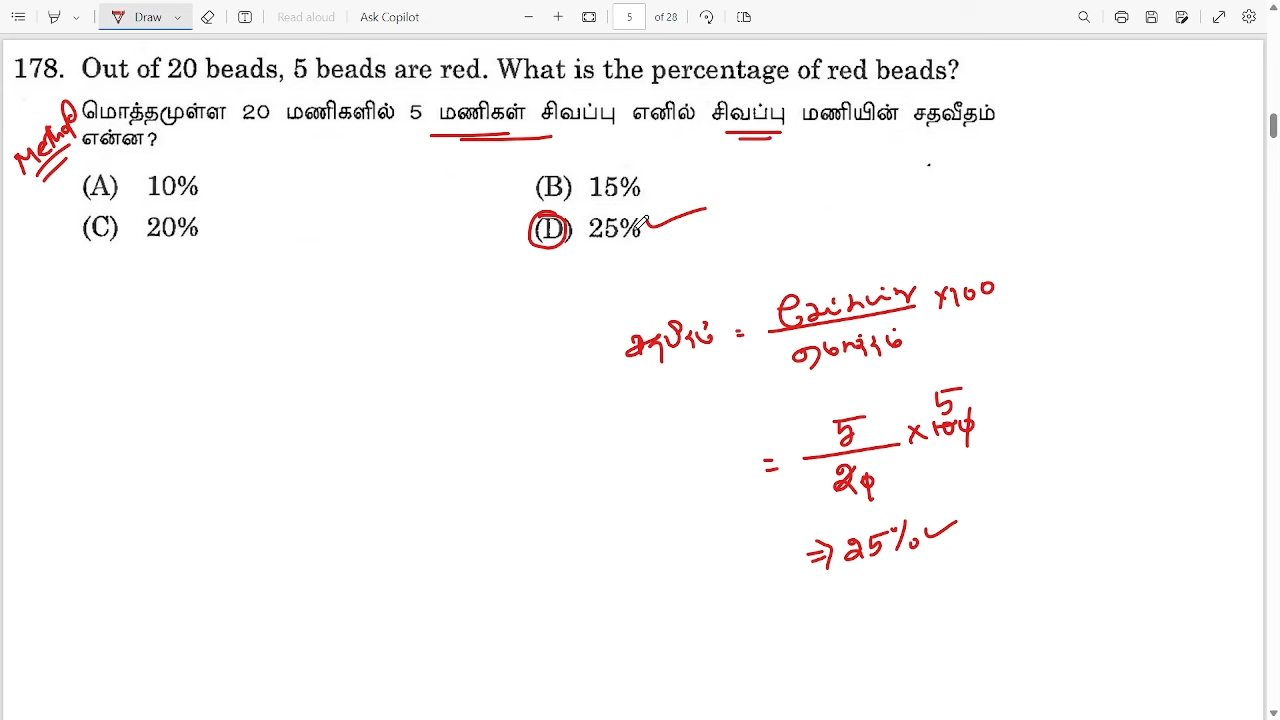 Draw
Read aloud
Ask Copilot
5 of 28
178. Out of 20 beads, 5 beads are red. What is the percentage of red beads?
மொத்தமுள்ள 20 மணிகளில் 5 மணிகள் சிவப்பு எனில் சிவப்பு மணியின் சதவீதம்
என்ன?
Method
(A) 10%
(B) 15%
(C) 20%
(D) 25%
= ×100
மொத்தம்
5
= 5 ×100
20
⇒ 25%